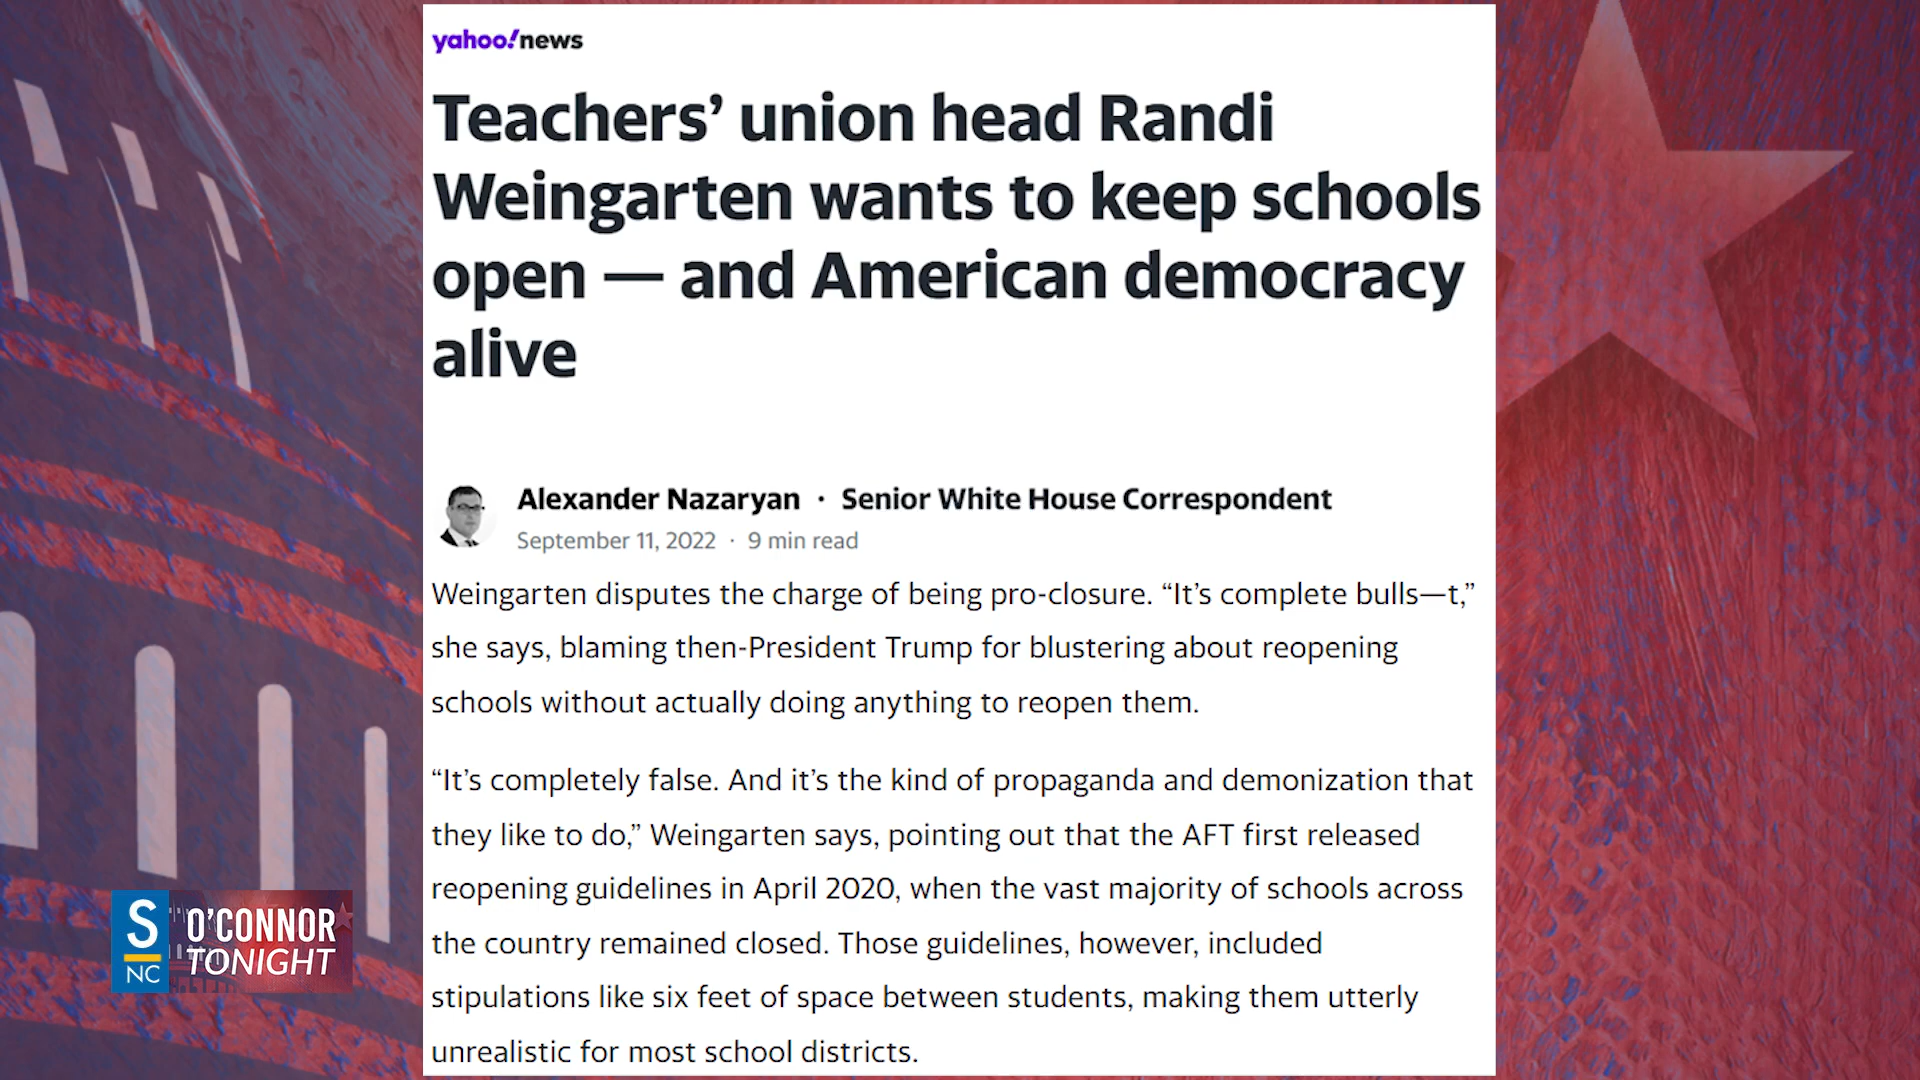 yahoo!news
Teachers’ union head Randi
Weingarten wants to keep schools
open — and American democracy
alive
Alexander Nazaryan · Senior White House Correspondent
September 11, 2022 · 9 min read
Weingarten disputes the charge of being pro-closure. “It’s complete bulls—t,”
she says, blaming then-President Trump for blustering about reopening
schools without actually doing anything to reopen them.
“It’s completely false. And it’s the kind of propaganda and demonization that
they like to do,” Weingarten says, pointing out that the AFT first released
reopening guidelines in April 2020, when the vast majority of schools across
the country remained closed. Those guidelines, however, included
stipulations like six feet of space between students, making them utterly
unrealistic for most school districts.
S
NC
O’CONNOR
TONIGHT